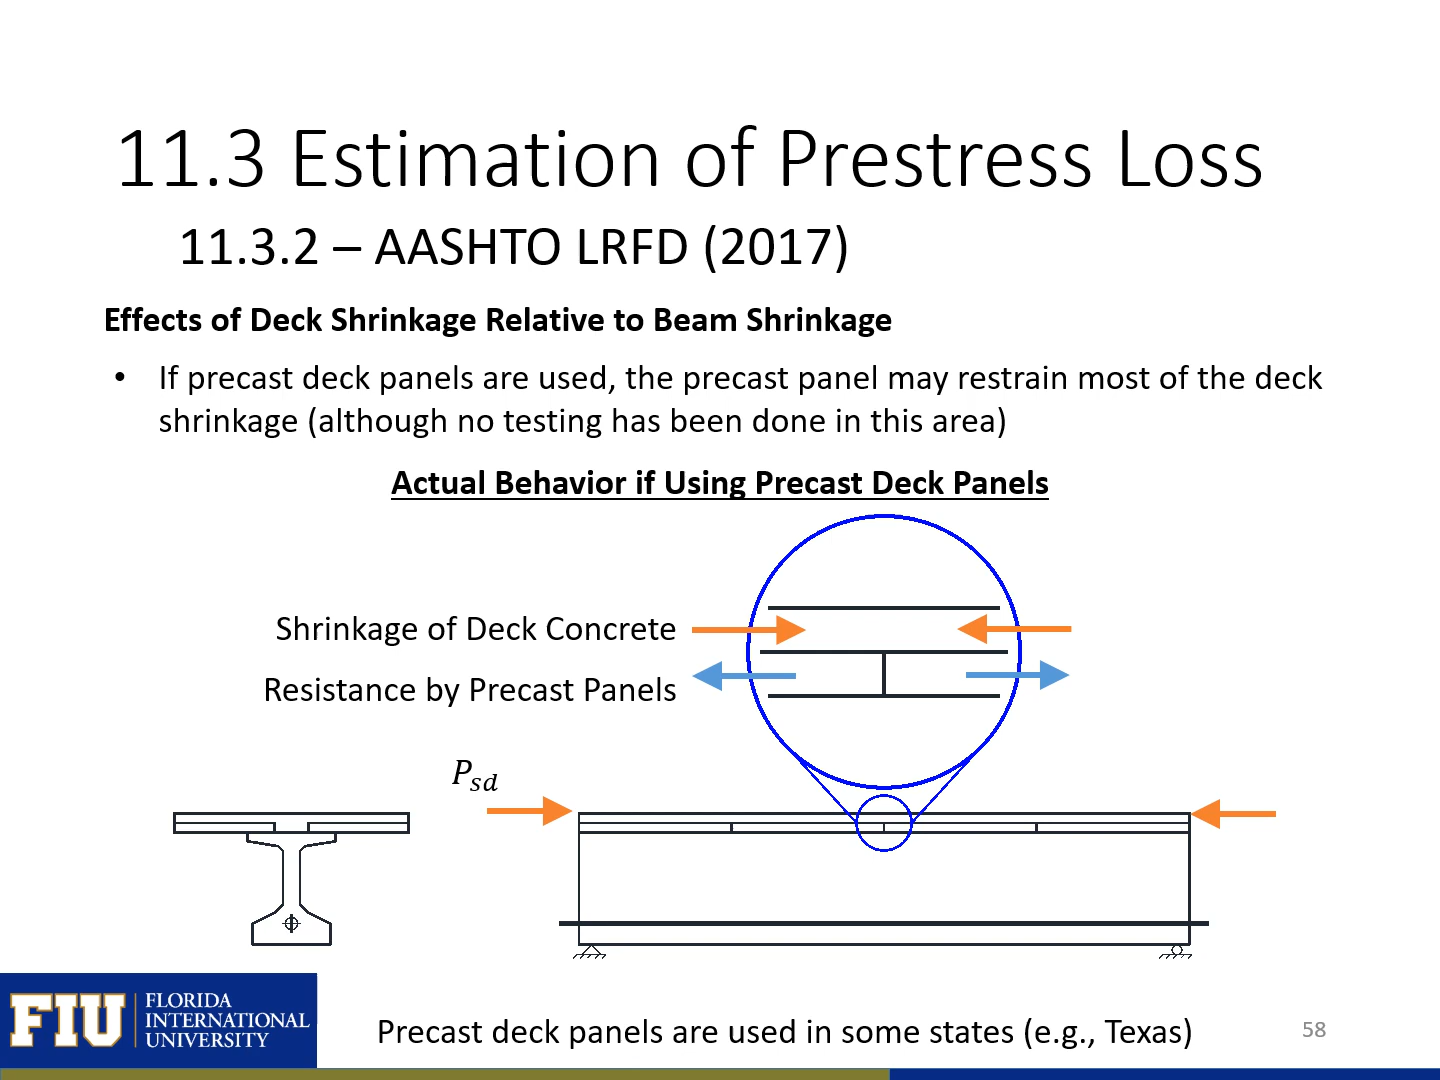 11.3 Estimation of Prestress Loss
11.3.2 – AASHTO LRFD (2017)
Effects of Deck Shrinkage Relative to Beam Shrinkage
• If precast deck panels are used, the precast panel may restrain most of the deck
shrinkage (although no testing has been done in this area)
Actual Behavior if Using Precast Deck Panels
Shrinkage of Deck Concrete
Resistance by Precast Panels
P_sd
FIU
FLORIDA
INTERNATIONAL
UNIVERSITY
Precast deck panels are used in some states (e.g., Texas)
58